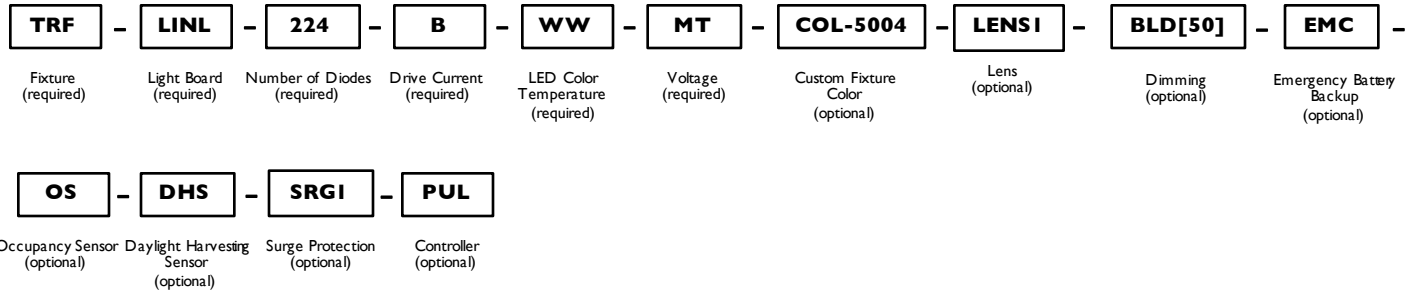 TRF – LINL – 224 – B – WW – MT – COL-5004 – LENS1 – BLD[50] – EMC –
Fixture Light Board Number of Diodes Drive Current LED Color Voltage Custom Fixture Lens Dimming Emergency Battery
(required) (required) (required) (required) Temperature (required) Color (optional) (optional) Backup
(required) (optional) (optional)
OS – DHS – SRG1 – PUL
Occupancy Sensor Daylight Harvesting Surge Protection Controller
(optional) Sensor (optional) (optional)
(optional)